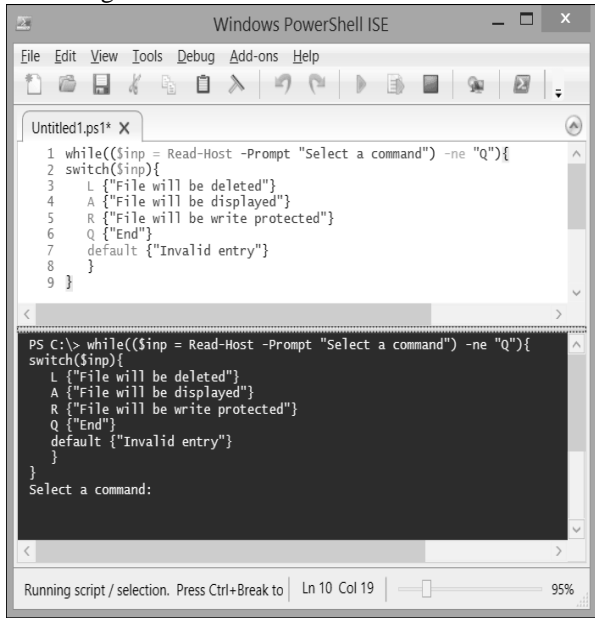 Windows PowerShell ISE
File Edit View Tools Debug Add-ons Help
Untitled1.ps1* X
1 while(($inp = Read-Host -Prompt "Select a command") -ne "Q"){
2 switch($inp){
3 L {"File will be deleted"}
4 A {"File will be displayed"}
5 R {"File will be write protected"}
6 Q {"End"}
7 default {"Invalid entry"}
8 }
9 }
PS C:\> while(($inp = Read-Host -Prompt "Select a command") -ne "Q"){
switch($inp){
L {"File will be deleted"}
A {"File will be displayed"}
R {"File will be write protected"}
Q {"End"}
default {"Invalid entry"}
}
}
Select a command:
Running script / selection. Press Ctrl+Break to Ln 10 Col 19 95%